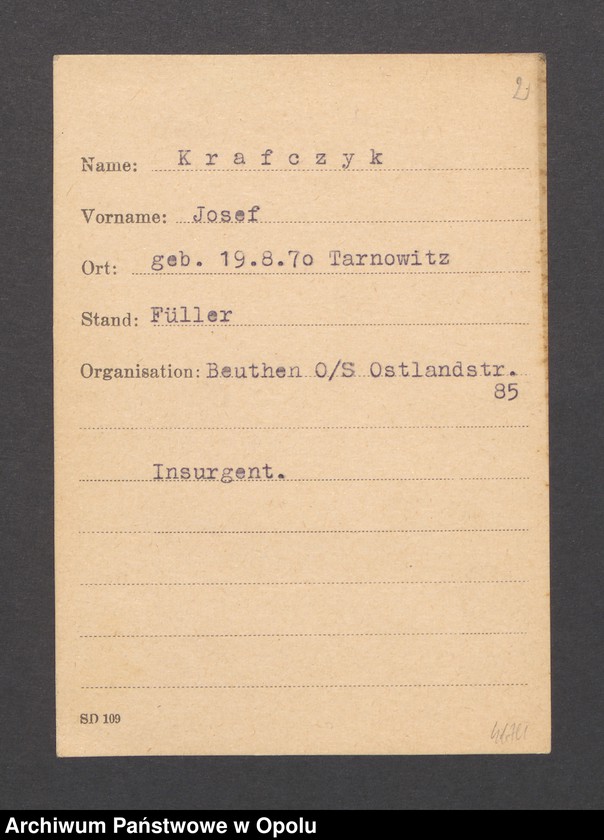 2
Name: Krafczyk
Vorname: Josef
Ort: geb. 19.8.7o Tarnowitz
Stand: Füller
Organisation: Beuthen O/S Ostlandstr.
85
Insurgent.
SD 109
Archiwum Państwowe w Opolu